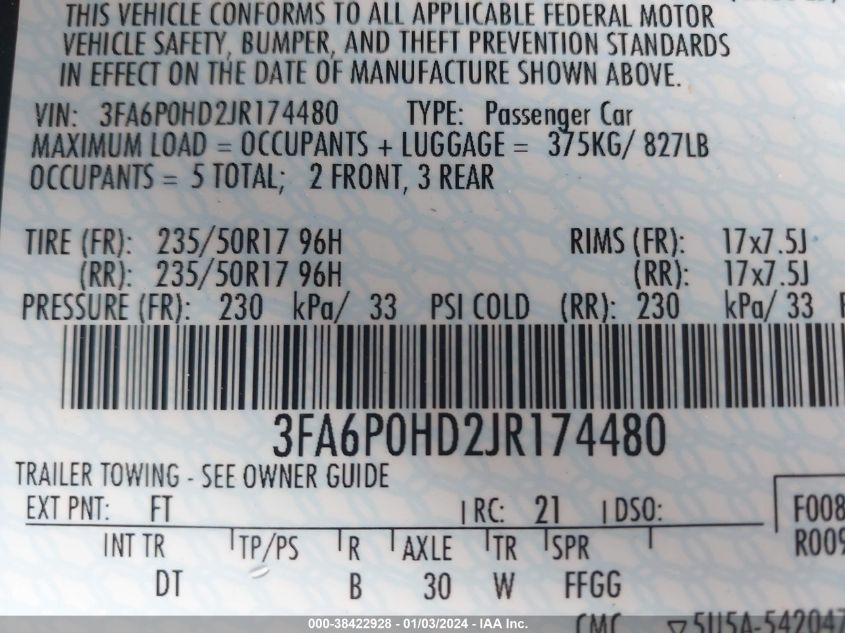 THIS VEHICLE CONFORMS TO ALL APPLICABLE FEDERAL MOTOR
VEHICLE SAFETY, BUMPER, AND THEFT PREVENTION STANDARDS
IN EFFECT ON THE DATE OF MANUFACTURE SHOWN ABOVE.
VIN: 3FA6P0HD2JR174480 TYPE: Passenger Car
MAXIMUM LOAD = OCCUPANTS + LUGGAGE = 375KG/ 827LB
OCCUPANTS = 5 TOTAL; 2 FRONT, 3 REAR
TIRE (FR): 235/50R17 96H RIMS (FR): 17x7.5J
(RR): 235/50R17 96H (RR): 17x7.5J
PRESSURE (FR): 230 kPa/ 33 PSI COLD (RR): 230 kPa/ 33
3FA6P0HD2JR174480
TRAILER TOWING - SEE OWNER GUIDE
EXT PNT: FT RC: 21 DSO: F008
INT TR TP/PS R AXLE TR SPR R009
DT B 30 W FFGG
CMC 5U5A-542047
000-38422928 - 01/03/2024 - IAA Inc.